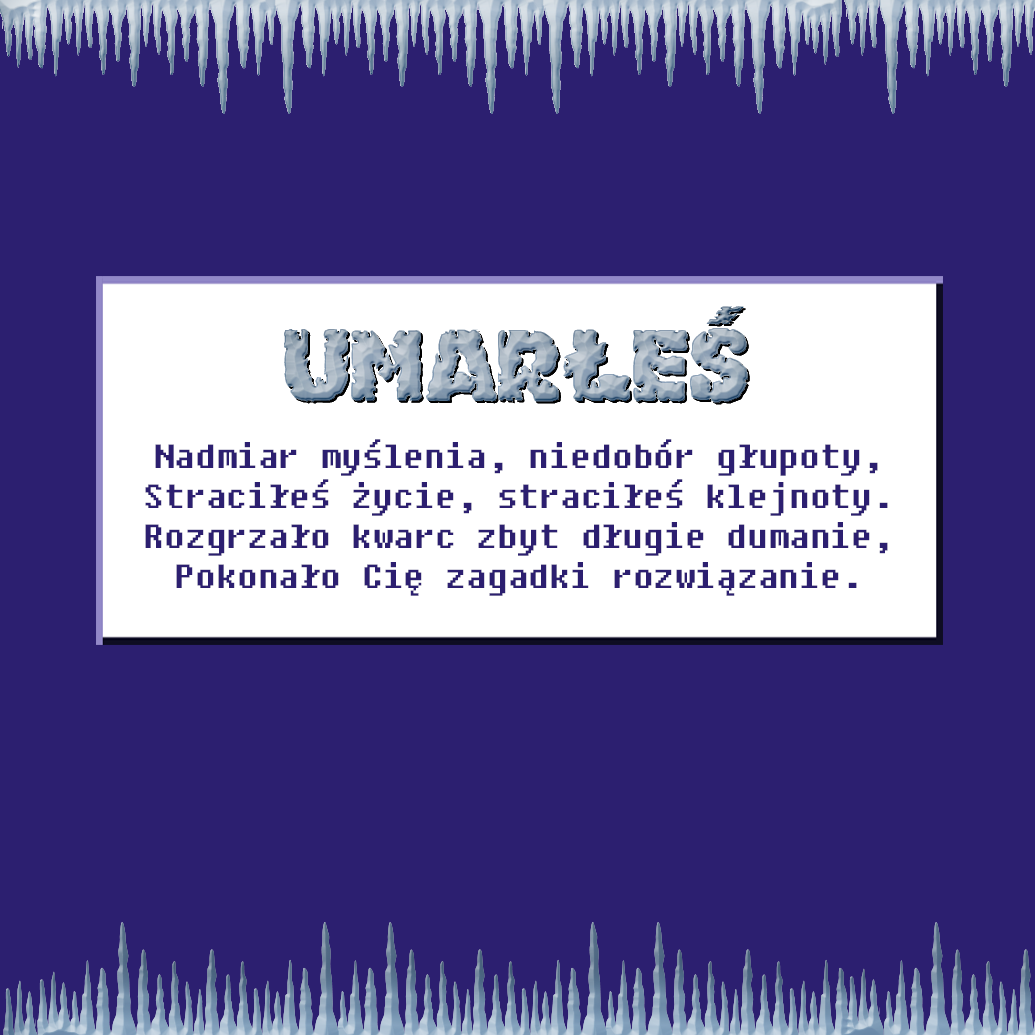 UMARŁEŚ
Nadmiar myślenia, niedobór głupoty,
Straciłeś życie, straciłeś klejnoty.
Rozgrzało kwarc zbyt długie dumanie,
Pokonało Cię zagadki rozwiązanie.